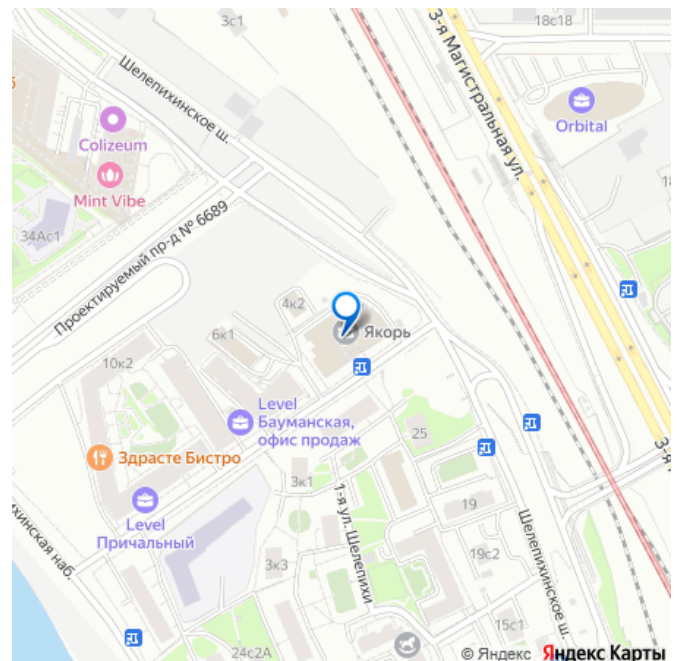 3с1
18с18
Шелепихинское ш.
3-я Магистральная ул.
Colizeum
Orbital
Mint Vibe
34Ас1
Проектируемый пр-д № 6689
4к2
Якорь
6к1
10к2
Level
Бауманская,
офис продаж
25
Здрасте Бистро
3к1
1-я ул. Шелепихи
19
Level
Причальный
19с2
Шелепихинское ш.
3к3
15с1
24с2А
© Яндекс Яндекс Карты